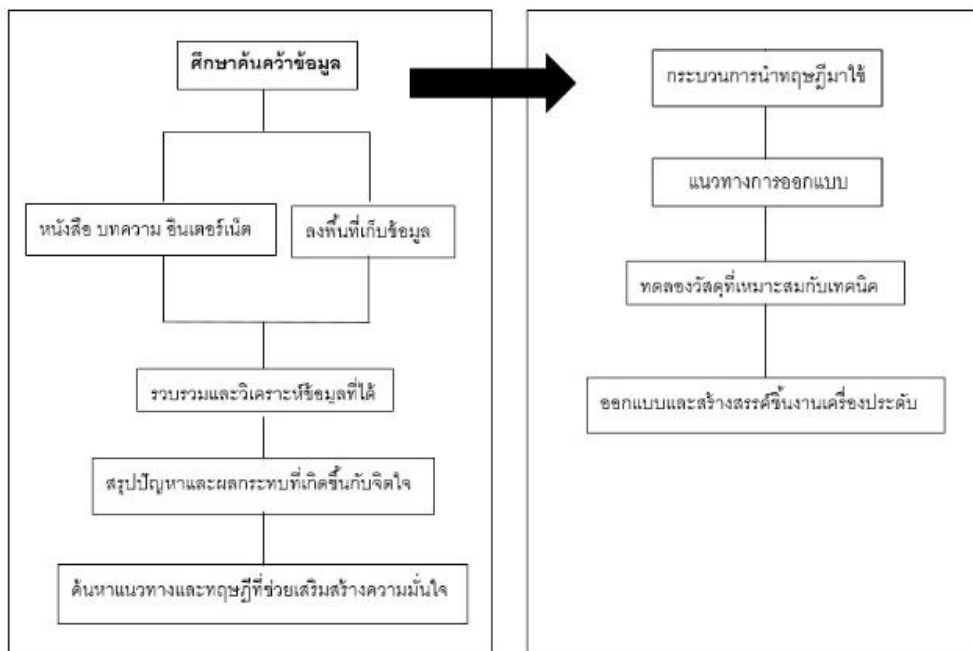 ศึกษาค้นคว้าข้อมูล
หนังสือ บทความ อินเตอร์เน็ต
ลงพื้นที่เก็บข้อมูล
รวบรวมและวิเคราะห์ข้อมูลที่ได้
สรุปปัญหาและผลกระทบที่เกิดขึ้นกับจิตใจ
ค้นหาแนวทางและทฤษฎีที่ช่วยเสริมสร้างความมั่นใจ
กระบวนการนำทฤษฎีมาใช้
แนวทางการออกแบบ
ทดลองวัสดุที่เหมาะสมกับเทคนิค
ออกแบบและสร้างสรรค์ชิ้นงานเครื่องประดับ